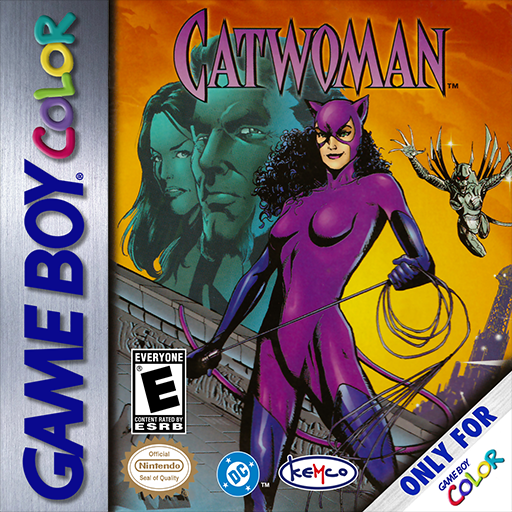 GAME BOY COLOR
®
CATWOMAN
TM
EVERYONE
E
®
CONTENT RATED BY
ESRB
Official
Nintendo
Seal of Quality
DC
TM
KEMCO
ONLY FOR
GAME BOY
COLOR